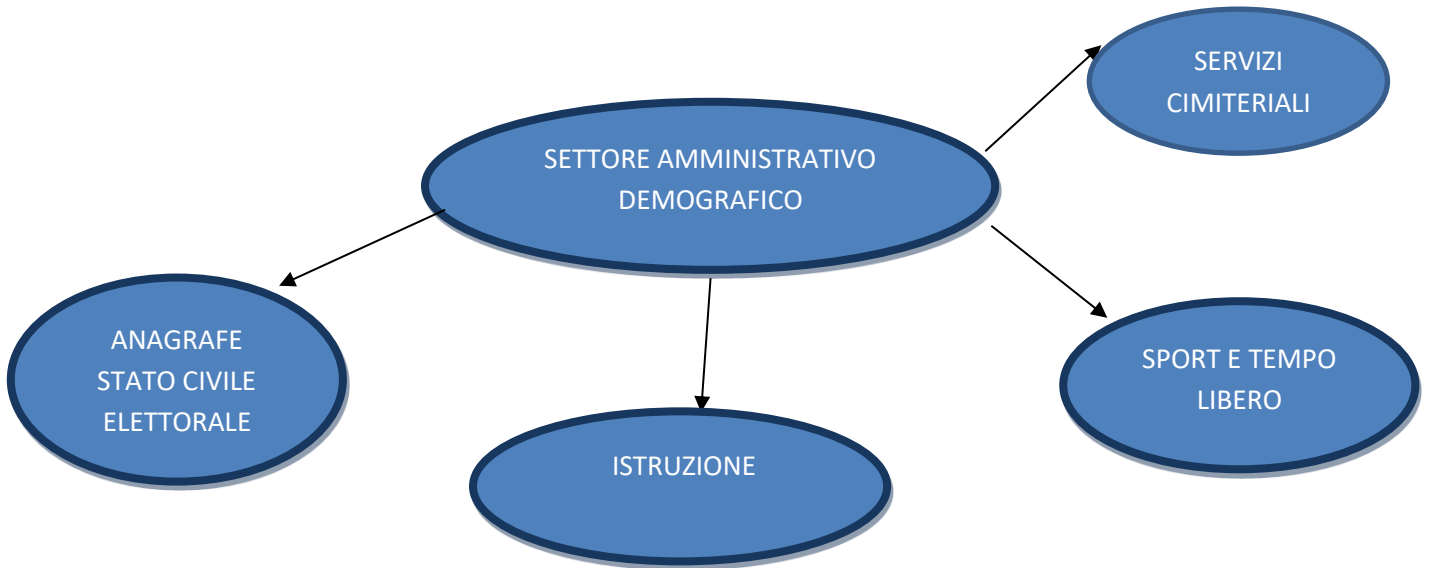 SERVIZI
CIMITERIALI
SETTORE AMMINISTRATIVO
DEMOGRAFICO
ANAGRAFE
STATO CIVILE
ELETTORALE
SPORT E TEMPO
LIBERO
ISTRUZIONE